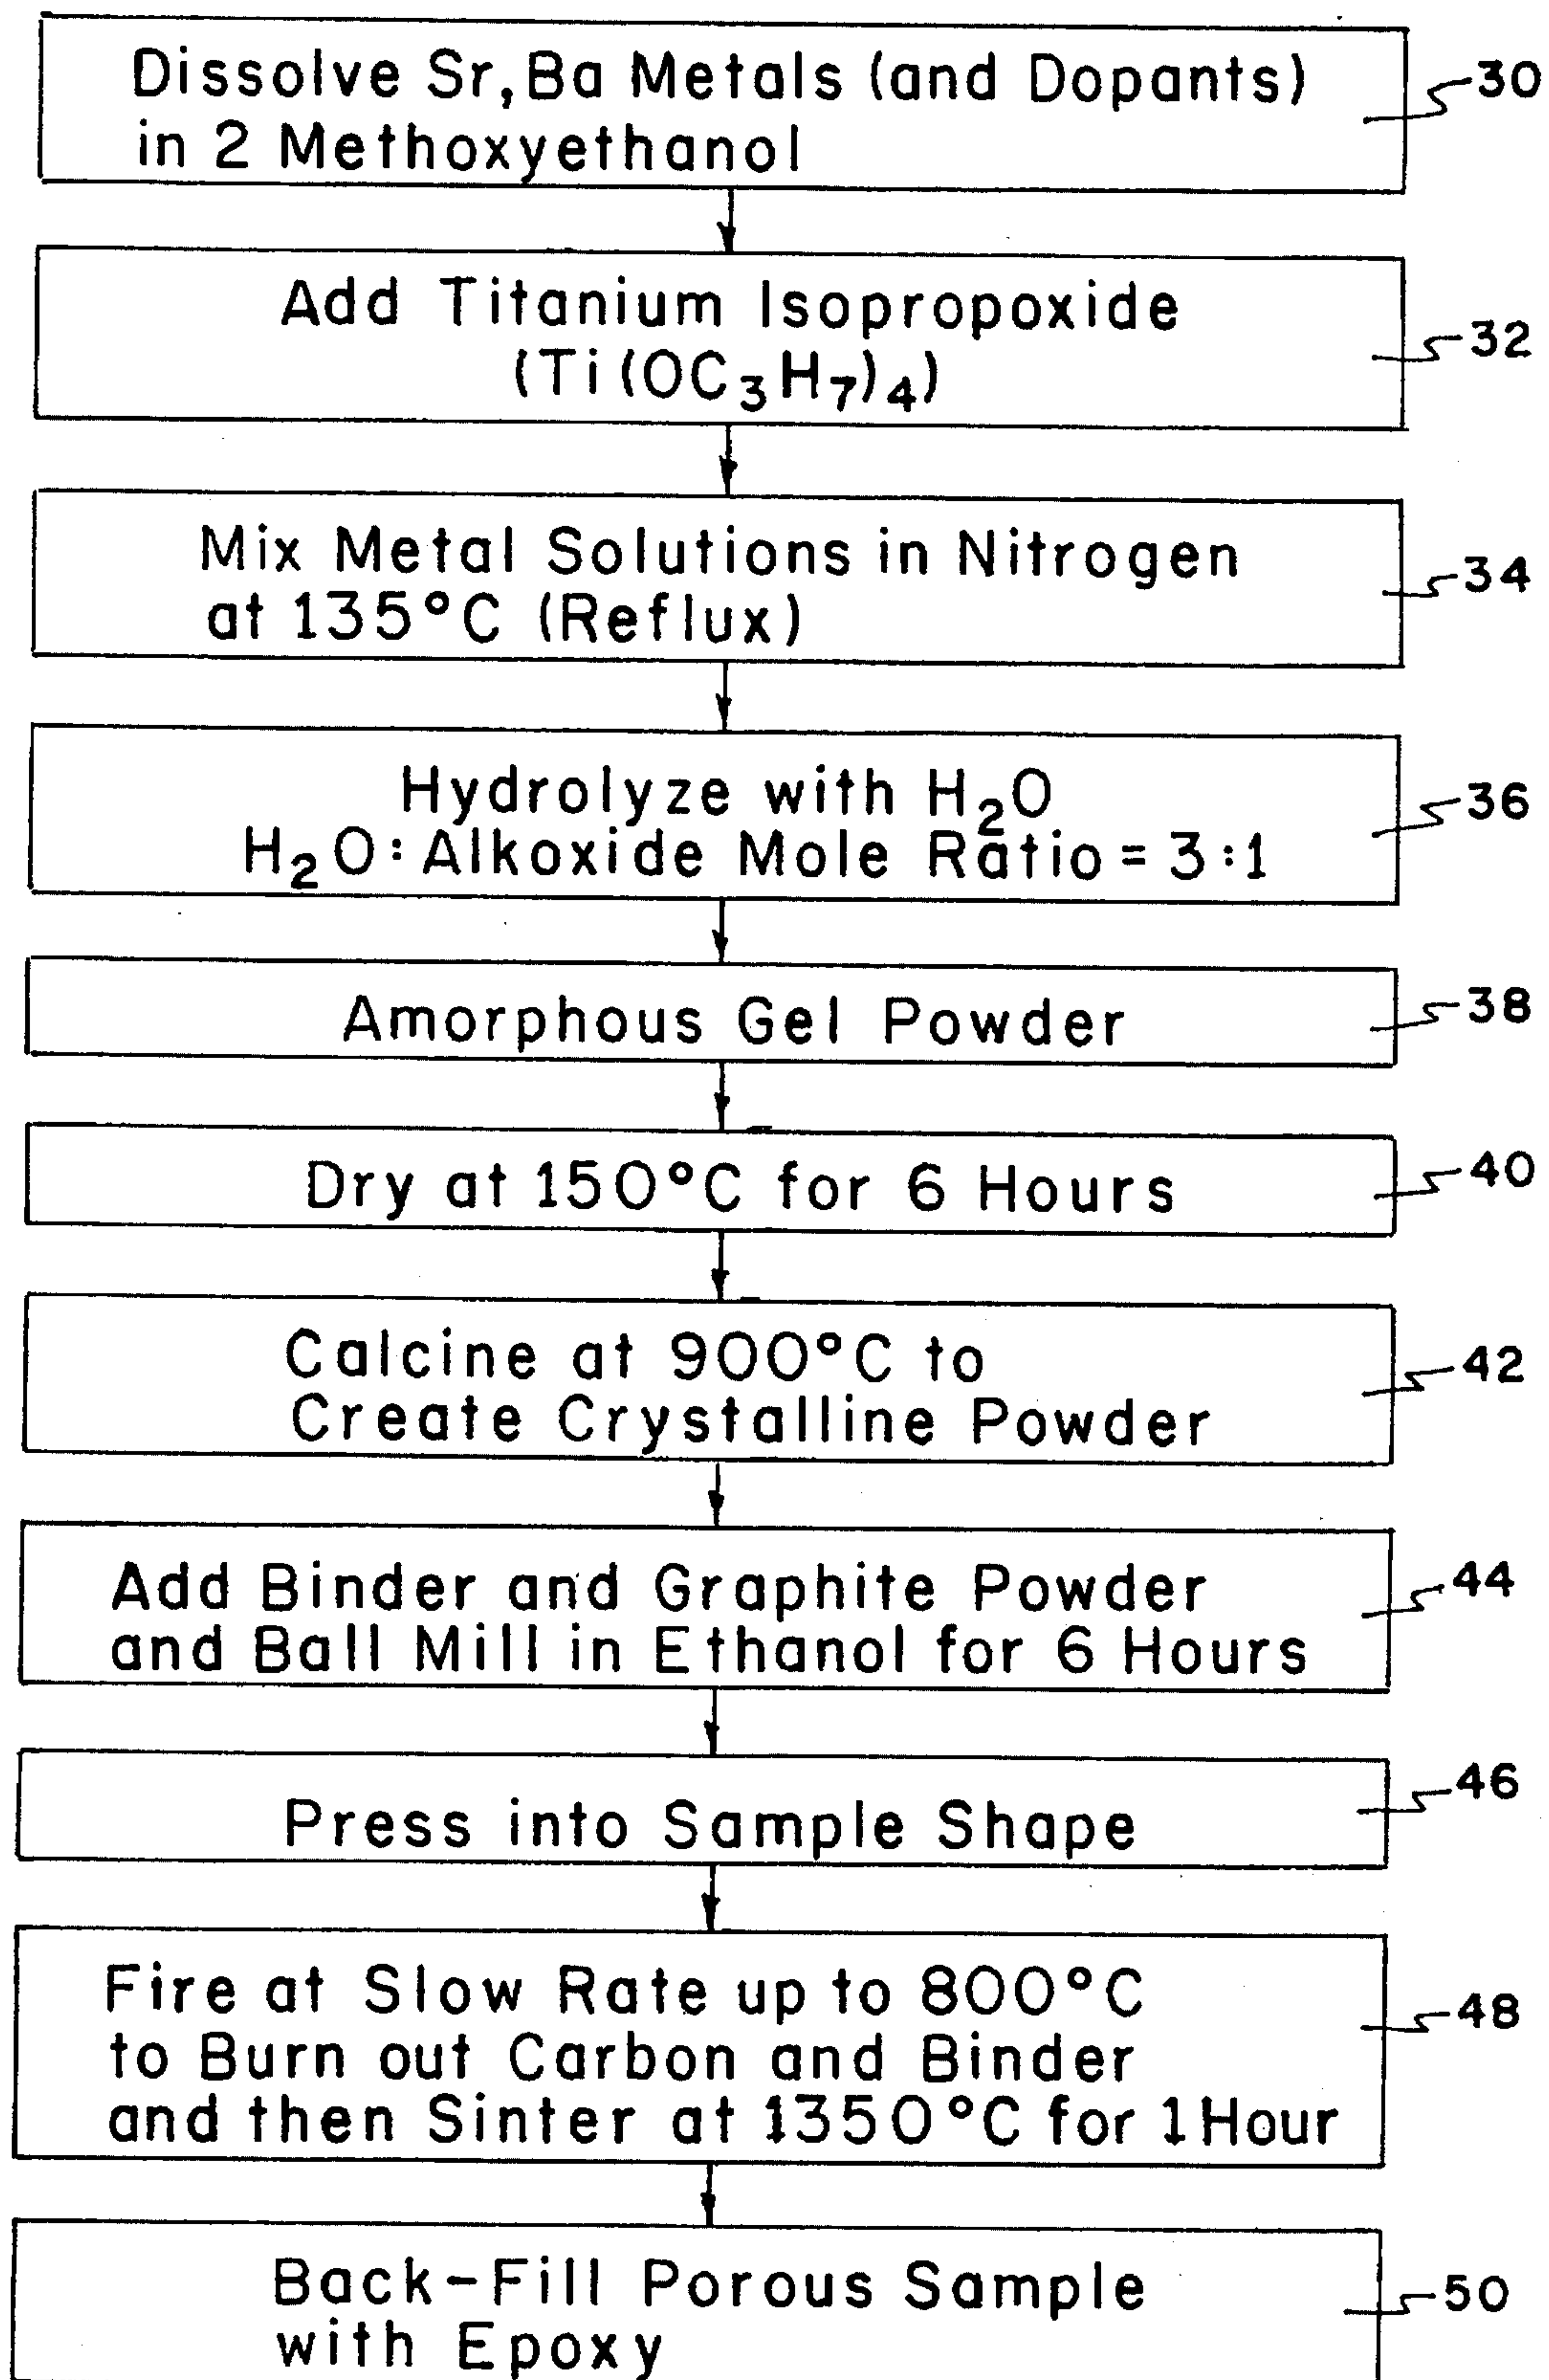 Dissolve Sr, Ba Metals (and Dopants)
in 2 Methoxyethanol
30
Add Titanium Isopropoxide
(Ti(OC₃H₇)₄)
32
Mix Metal Solutions in Nitrogen
at 135°C (Reflux)
34
Hydrolyze with H₂O
H₂O : Alkoxide Mole Ratio = 3:1
36
Amorphous Gel Powder
38
Dry at 150°C for 6 Hours
40
Calcine at 900°C to
Create Crystalline Powder
42
Add Binder and Graphite Powder
and Ball Mill in Ethanol for 6 Hours
44
Press into Sample Shape
46
Fire at Slow Rate up to 800°C
to Burn out Carbon and Binder
and then Sinter at 1350°C for 1 Hour
48
Back-Fill Porous Sample
with Epoxy
50